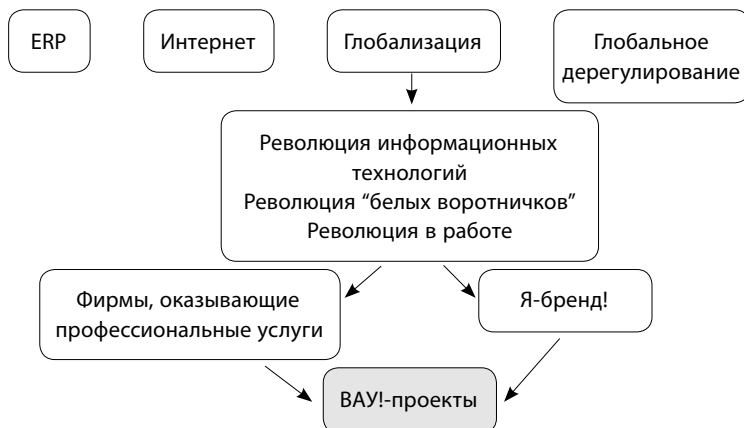 ERP
Интернет
Глобализация
Глобальное
дерегулирование
Революция информационных
технологий
Революция “белых воротничков”
Революция в работе
Фирмы, оказывающие
профессиональные услуги
Я-бренд!
ВАУ!-проекты